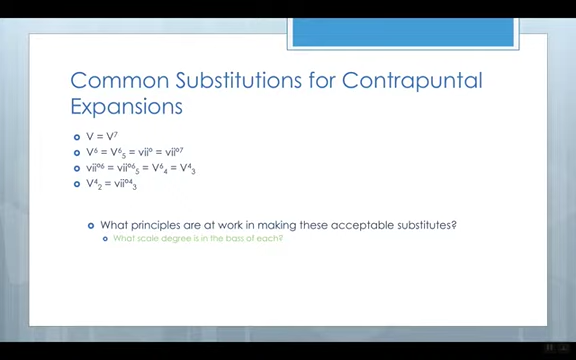 Common Substitutions for Contrapuntal
Expansions
V = V⁷
V⁶ = V⁶₅ = vii° = vii°⁷
vii°⁶ = vii°⁶₅ = V⁶₄ = V⁴₃
V⁴₂ = vii°⁴₃
What principles are at work in making these acceptable substitutes?
What scale degree is in the bass of each?